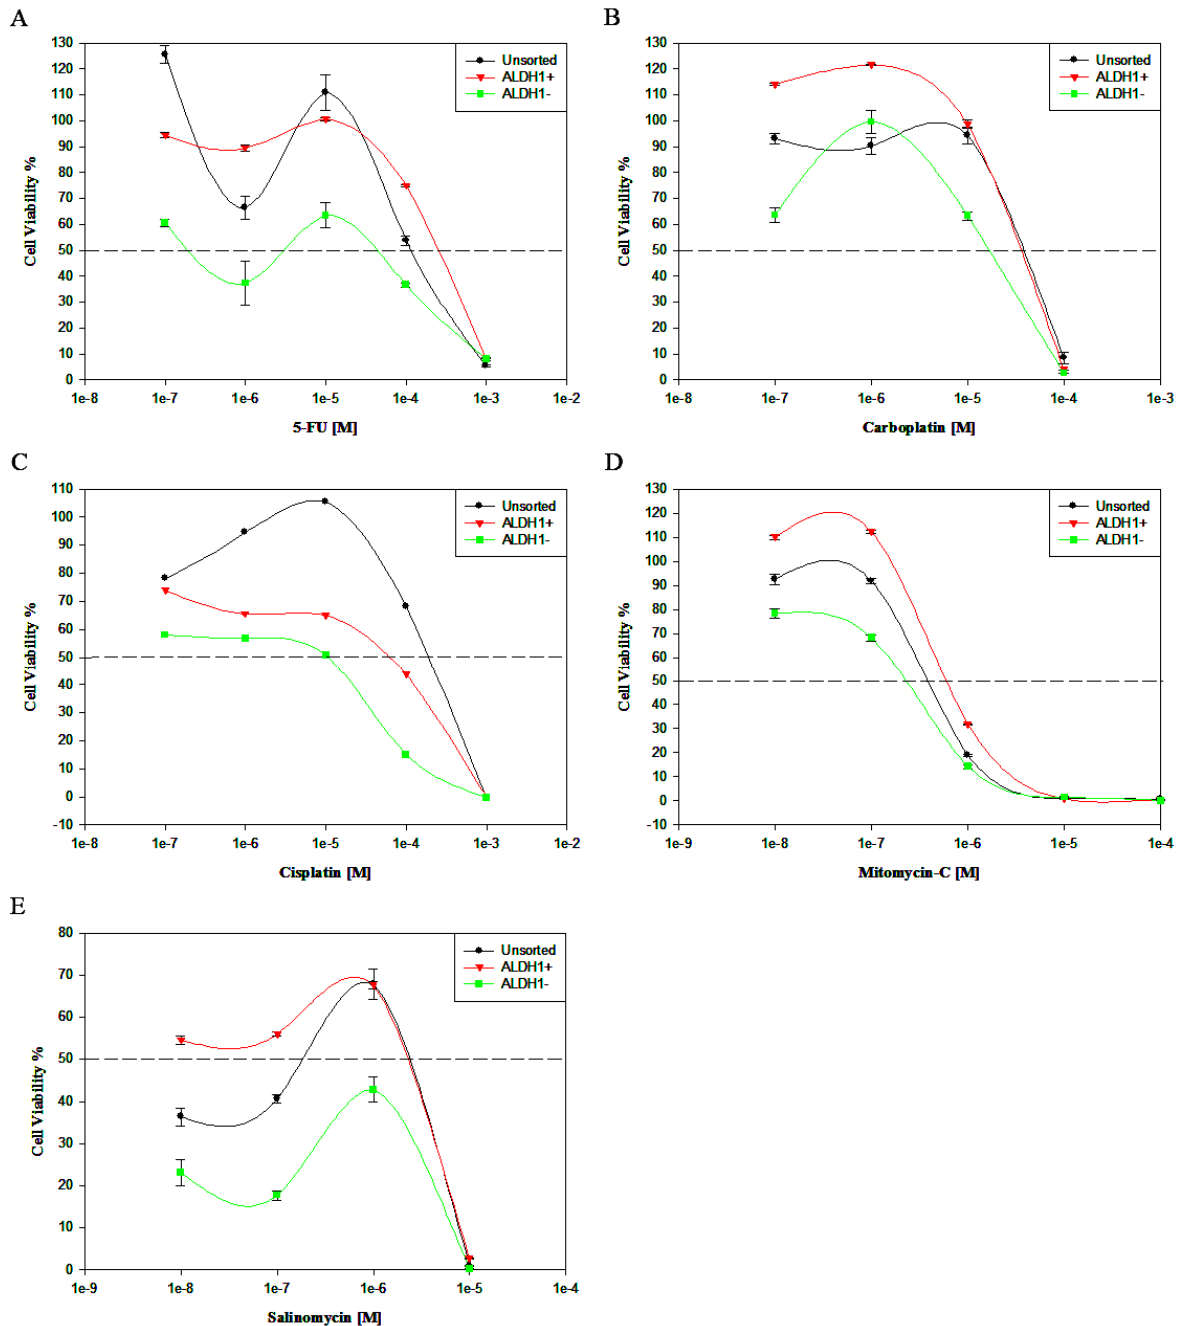 A
130
120
110
100
90
80
70
60
50
40
30
20
10
0
Cell Viability %
1e-8 1e-7 1e-6 1e-5 1e-4 1e-3 1e-2
5-FU [M]
Unsorted
ALDH1+
ALDH1-
B
130
120
110
100
90
80
70
60
50
40
30
20
10
0
Cell Viability %
1e-8 1e-7 1e-6 1e-5 1e-4 1e-3
Carboplatin [M]
Unsorted
ALDH1+
ALDH1-
C
110
100
90
80
70
60
50
40
30
20
10
0
-10
Cell Viability %
1e-8 1e-7 1e-6 1e-5 1e-4 1e-3 1e-2
Cisplatin [M]
Unsorted
ALDH1+
ALDH1-
D
130
120
110
100
90
80
70
60
50
40
30
20
10
0
-10
Cell Viability %
1e-9 1e-8 1e-7 1e-6 1e-5 1e-4
Mitomycin-C [M]
Unsorted
ALDH1+
ALDH1-
E
80
70
60
50
40
30
20
10
0
Cell Viability %
1e-9 1e-8 1e-7 1e-6 1e-5 1e-4
Salinomycin [M]
Unsorted
ALDH1+
ALDH1-